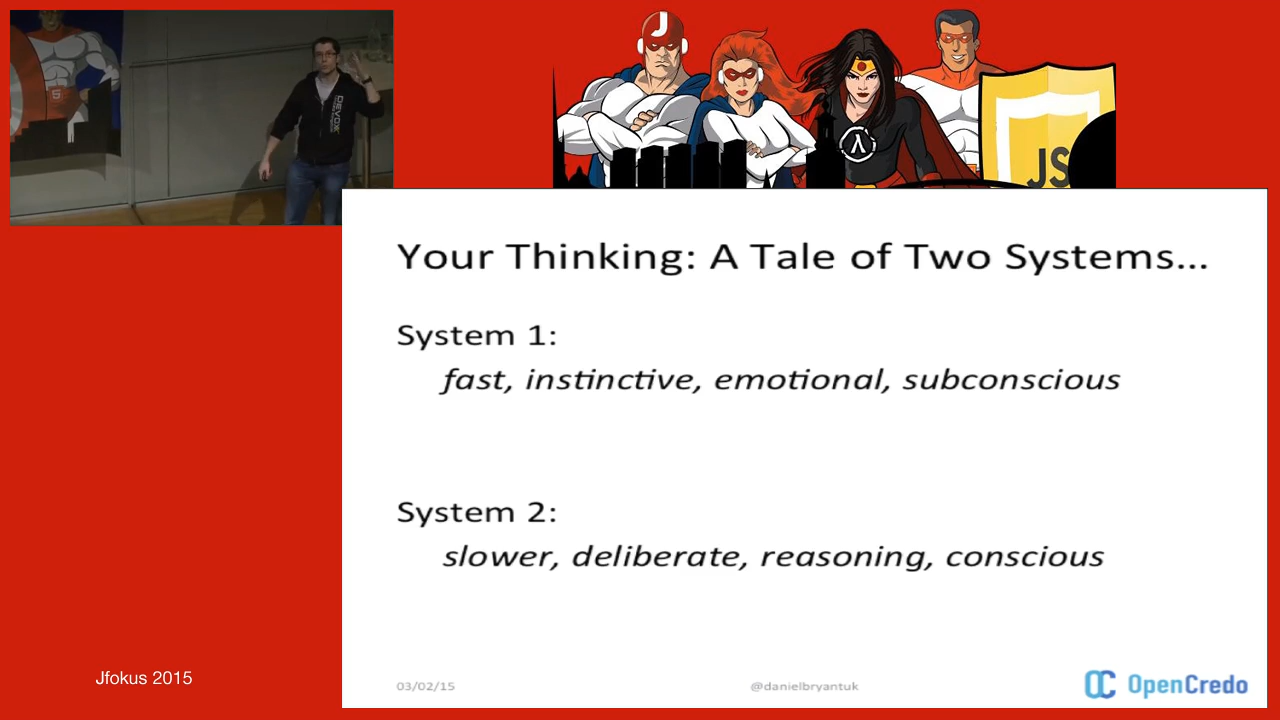 J
JS
DEVOXX
Your Thinking: A Tale of Two Systems...
System 1:
fast, instinctive, emotional, subconscious
System 2:
slower, deliberate, reasoning, conscious
Jfokus 2015
03/02/15
@danielbryantuk
OpenCredo